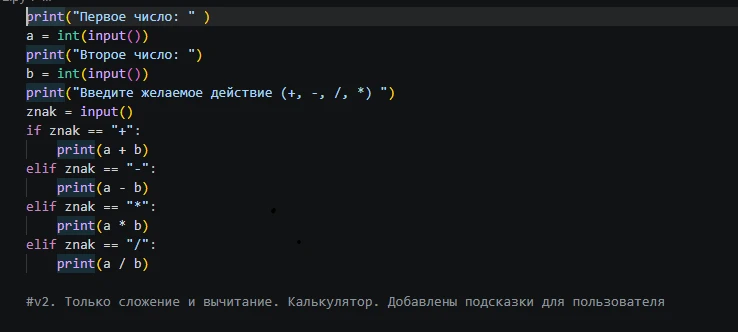 print("Первое число: " )
a = int(input())
print("Второе число: ")
b = int(input())
print("Введите желаемое действие (+, -, /, *) ")
znak = input()
if znak == "+":
    print(a + b)
elif znak == "-":
    print(a - b)
elif znak == "*":
    print(a * b)
elif znak == "/":
    print(a / b)
#v2. Только сложение и вычитание. Калькулятор. Добавлены подсказки для пользователя